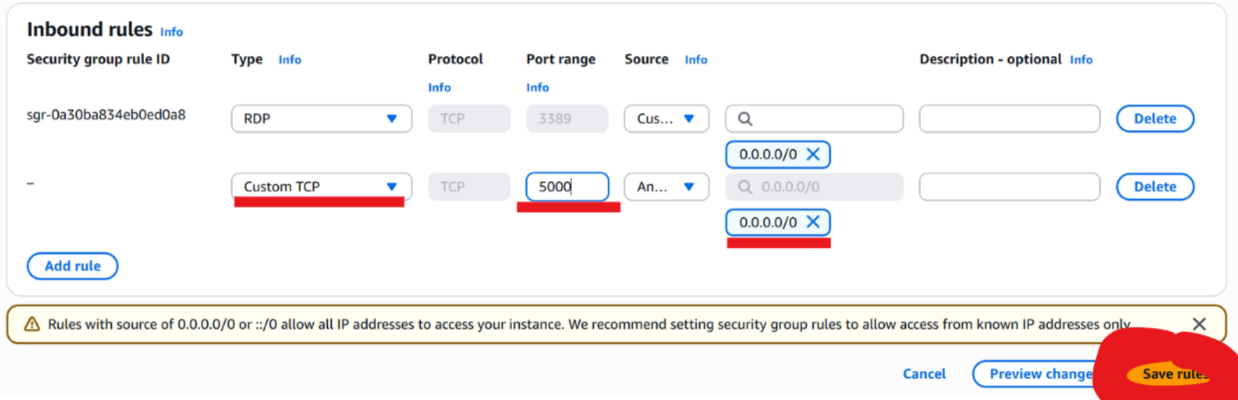 Inbound rules Info
Security group rule ID Type Info Protocol Info Port range Info Source Info Description - optional Info
sgr-0a30ba834eb0ed0a8 RDP TCP 3389 Cus... Delete
0.0.0.0/0
– Custom TCP TCP 5000 An... 0.0.0.0/0 Delete
0.0.0.0/0
Add rule
Rules with source of 0.0.0.0/0 or ::/0 allow all IP addresses to access your instance. We recommend setting security group rules to allow access from known IP addresses only.
Cancel Preview change Save rules